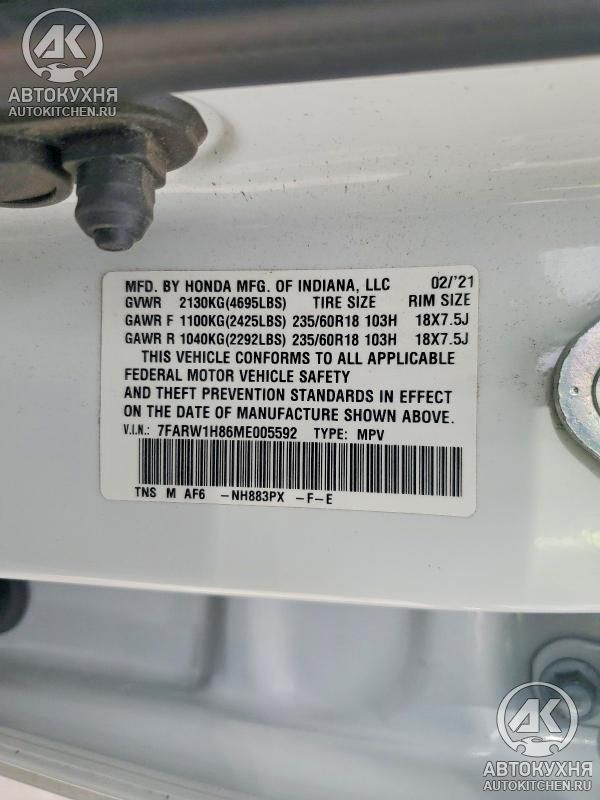 AK
АВТОКУХНЯ
AUTOKITCHEN.RU
MFD. BY HONDA MFG. OF INDIANA, LLC 02/'21
GVWR 2130KG(4695LBS) TIRE SIZE RIM SIZE
GAWR F 1100KG(2425LBS) 235/60R18 103H 18X7.5J
GAWR R 1040KG(2292LBS) 235/60R18 103H 18X7.5J
THIS VEHICLE CONFORMS TO ALL APPLICABLE
FEDERAL MOTOR VEHICLE SAFETY
AND THEFT PREVENTION STANDARDS IN EFFECT
ON THE DATE OF MANUFACTURE SHOWN ABOVE.
V.I.N.: 7FARW1H86ME005592 TYPE: MPV
TNS M AF6 -NH883PX -F-E
AK
АВТОКУХНЯ
AUTOKITCHEN.RU